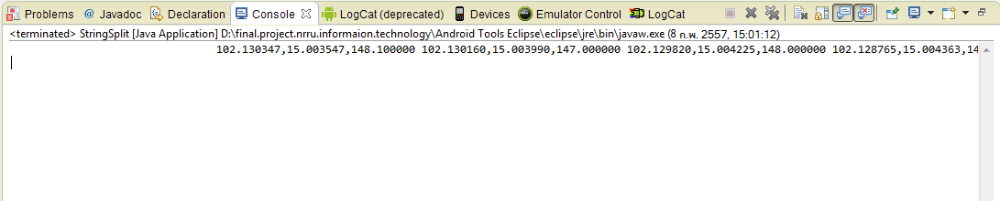 Problems @ Javadoc Declaration Console LogCat (deprecated) Devices Emulator Control LogCat
<terminated> StringSplit [Java Application] D:\final.project.nrru.informaion.technology\Android Tools Eclipse\eclipse\jre\bin\javaw.exe (8 ก.พ. 2557, 15:01:12)
102.130347,15.003547,148.100000 102.130160,15.003990,147.000000 102.129820,15.004225,148.000000 102.128765,15.004363,14